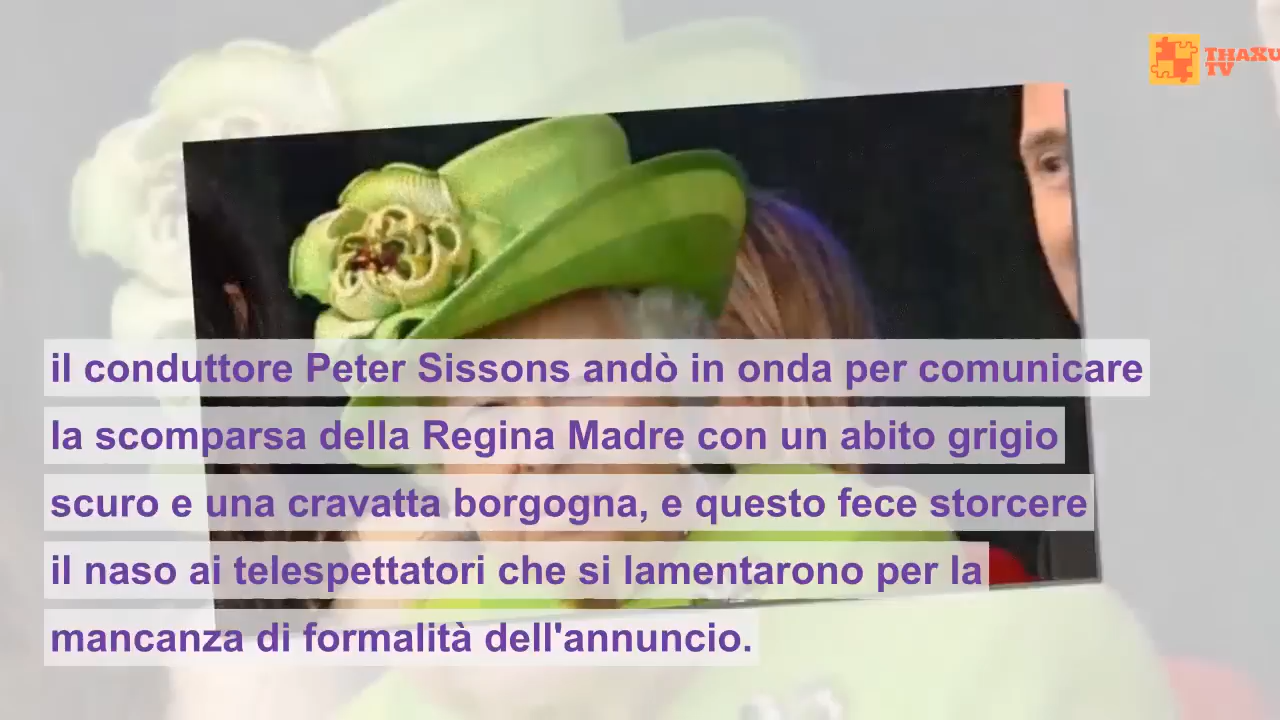 THAXU
TV
il conduttore Peter Sissons andò in onda per comunicare
la scomparsa della Regina Madre con un abito grigio
scuro e una cravatta borgogna, e questo fece storcere
il naso ai telespettatori che si lamentarono per la
mancanza di formalità dell'annuncio.